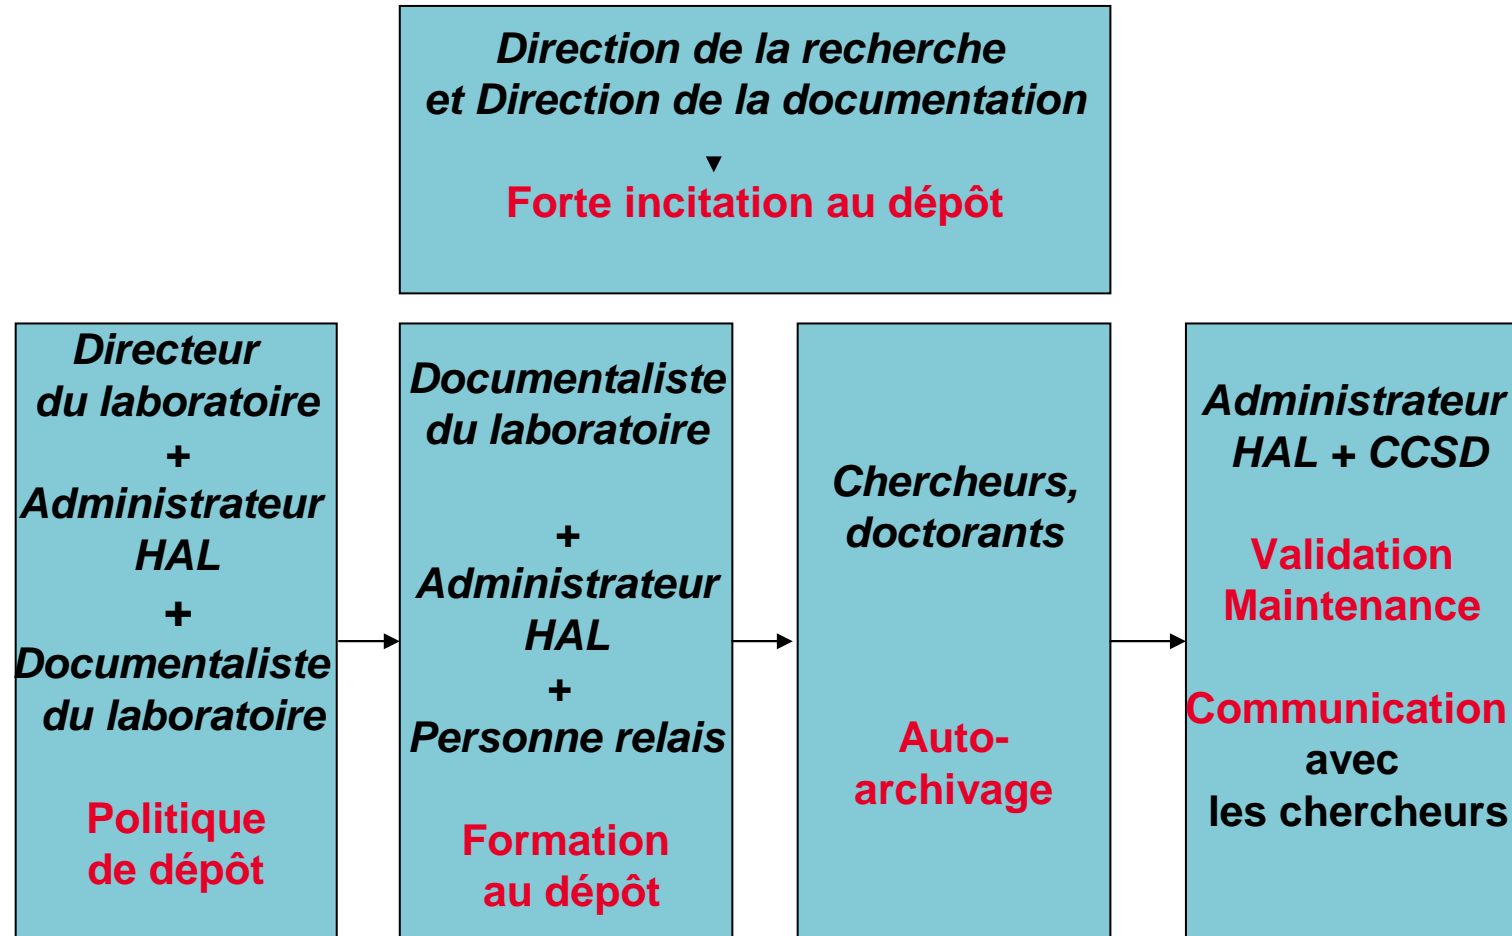 Direction de la recherche
et Direction de la documentation
Forte incitation au dépôt
Directeur
du laboratoire
+
Administrateur
HAL
+
Documentaliste
du laboratoire
Politique
de dépôt
Documentaliste
du laboratoire
+
Administrateur
HAL
+
Personne relais
Formation
au dépôt
Chercheurs,
doctorants
Auto-
archivage
Administrateur
HAL + CCSD
Validation
Maintenance
Communication
avec
les chercheurs